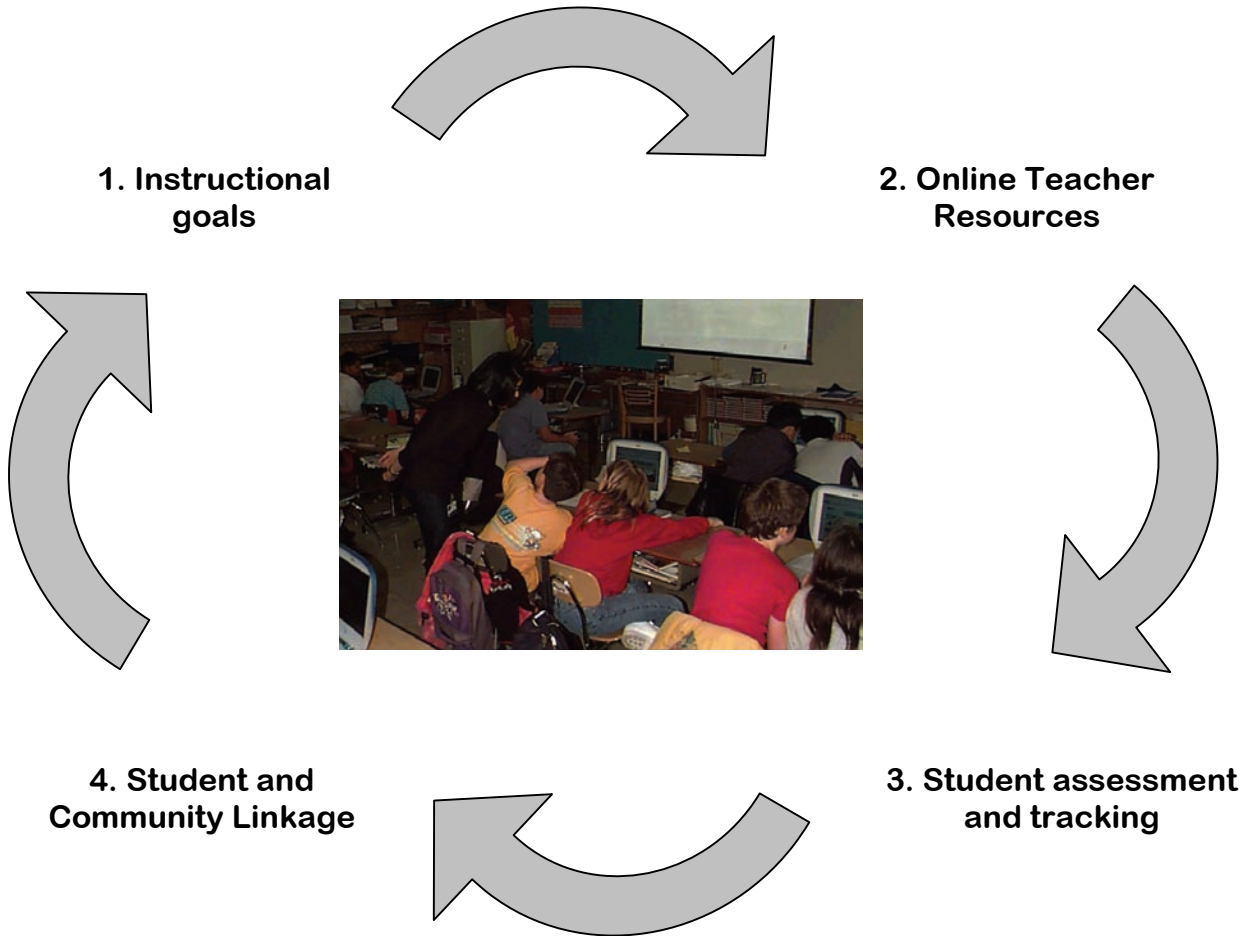 1. Instructional
goals
2. Online Teacher
Resources
3. Student assessment
and tracking
4. Student and
Community Linkage